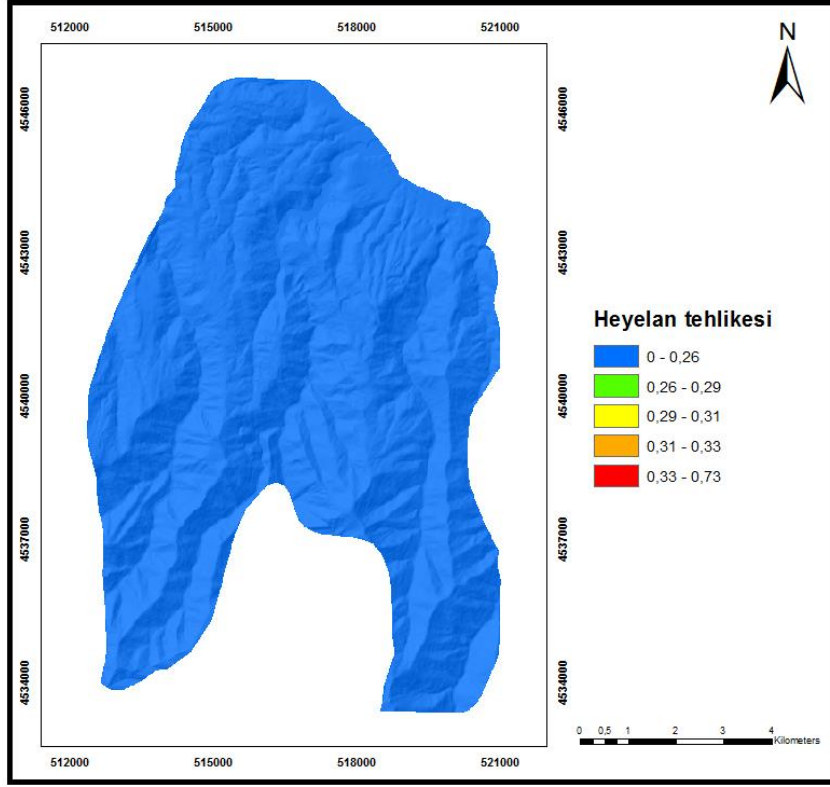 512000 515000 518000 521000
N
4546000 4546000
4543000 4543000
Heyelan tehlikesi
0 - 0,26
0,26 - 0,29
0,29 - 0,31
0,31 - 0,33
0,33 - 0,73
4540000 4540000
4537000 4537000
4534000 4534000
0 0,5 1 2 3 4
Kilometers
512000 515000 518000 521000